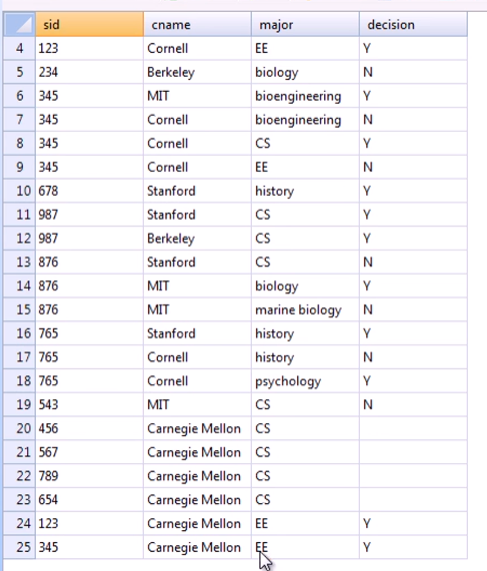 sid cname major decision
4 123 Cornell EE Y
5 234 Berkeley biology N
6 345 MIT bioengineering Y
7 345 Cornell bioengineering N
8 345 Cornell CS Y
9 345 Cornell EE N
10 678 Stanford history Y
11 987 Stanford CS Y
12 987 Berkeley CS Y
13 876 Stanford CS N
14 876 MIT biology Y
15 876 MIT marine biology N
16 765 Stanford history Y
17 765 Cornell history N
18 765 Cornell psychology Y
19 543 MIT CS N
20 456 Carnegie Mellon CS
21 567 Carnegie Mellon CS
22 789 Carnegie Mellon CS
23 654 Carnegie Mellon CS
24 123 Carnegie Mellon EE Y
25 345 Carnegie Mellon EE Y